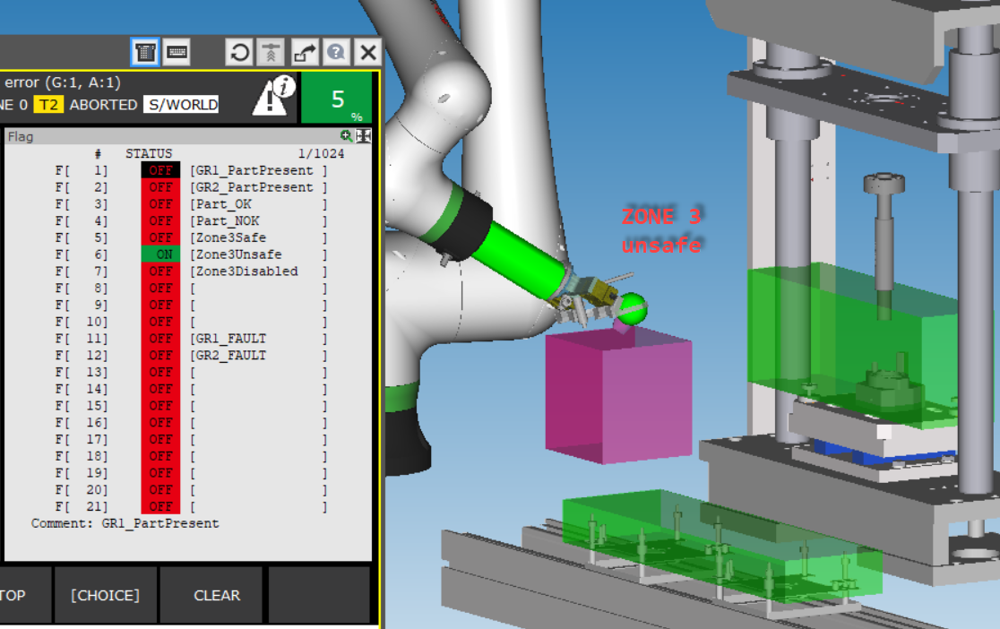 error (G:1, A:1)
NE 0 T2 ABORTED S/WORLD
5
%
Flag
# STATUS 1/1024
F[ 1] OFF [GR1_PartPresent ]
F[ 2] OFF [GR2_PartPresent ]
F[ 3] OFF [Part_OK ]
F[ 4] OFF [Part_NOK ]
F[ 5] OFF [Zone3Safe ]
F[ 6] ON [Zone3Unsafe ]
F[ 7] OFF [Zone3Disabled ]
F[ 8] OFF [ ]
F[ 9] OFF [ ]
F[ 10] OFF [ ]
F[ 11] OFF [GR1_FAULT ]
F[ 12] OFF [GR2_FAULT ]
F[ 13] OFF [ ]
F[ 14] OFF [ ]
F[ 15] OFF [ ]
F[ 16] OFF [ ]
F[ 17] OFF [ ]
F[ 18] OFF [ ]
F[ 19] OFF [ ]
F[ 20] OFF [ ]
F[ 21] OFF [ ]
Comment: GR1_PartPresent
TOP [CHOICE] CLEAR
ZONE 3
unsafe